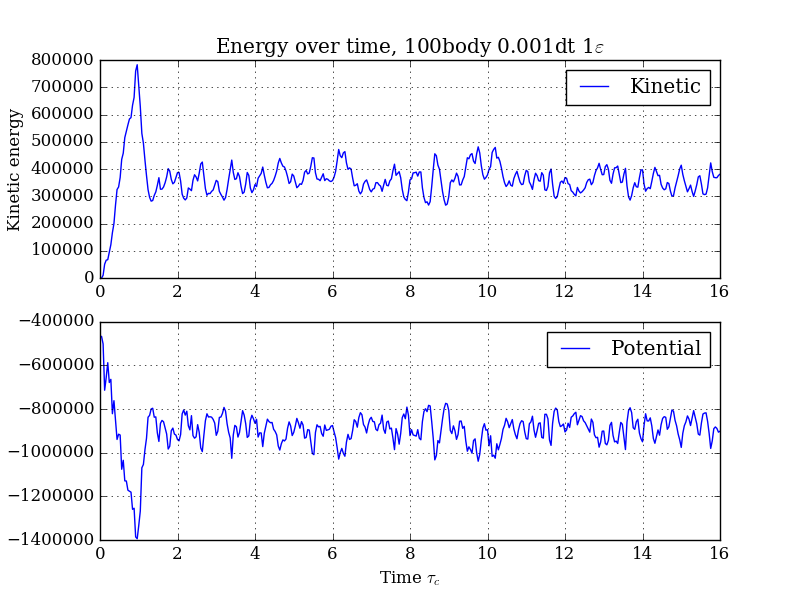 Energy over time, 100body 0.001dt 1ε
800000
700000
600000
500000
400000
300000
200000
100000
0
Kinetic energy
Kinetic
0 2 4 6 8 10 12 14 16
−400000
−600000
−800000
−1000000
−1200000
−1400000
Potential
0 2 4 6 8 10 12 14 16
Time τc